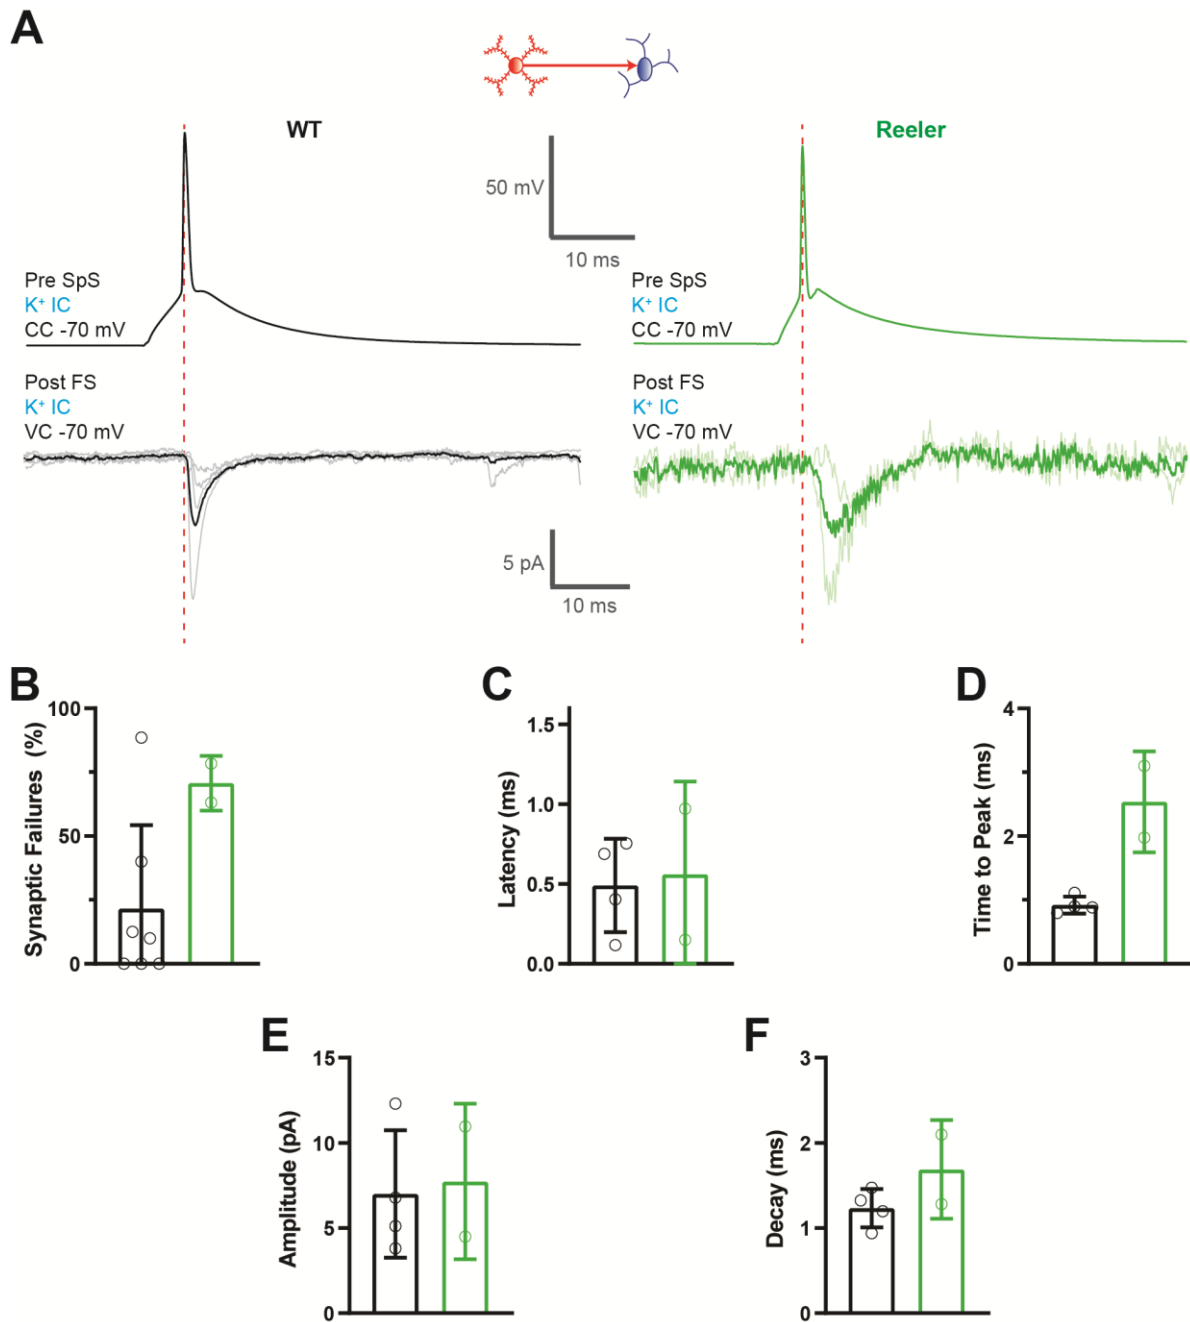 A
WT
Reeler
50 mV
10 ms
Pre SpS
K⁺ IC
CC -70 mV
Pre SpS
K⁺ IC
CC -70 mV
Post FS
K⁺ IC
VC -70 mV
Post FS
K⁺ IC
VC -70 mV
5 pA
10 ms
B
Synaptic Failures (%)
100
50
0
C
Latency (ms)
1.5
1.0
0.5
0.0
D
Time to Peak (ms)
4
2
0
E
Amplitude (pA)
15
10
5
0
F
Decay (ms)
3
2
1
0